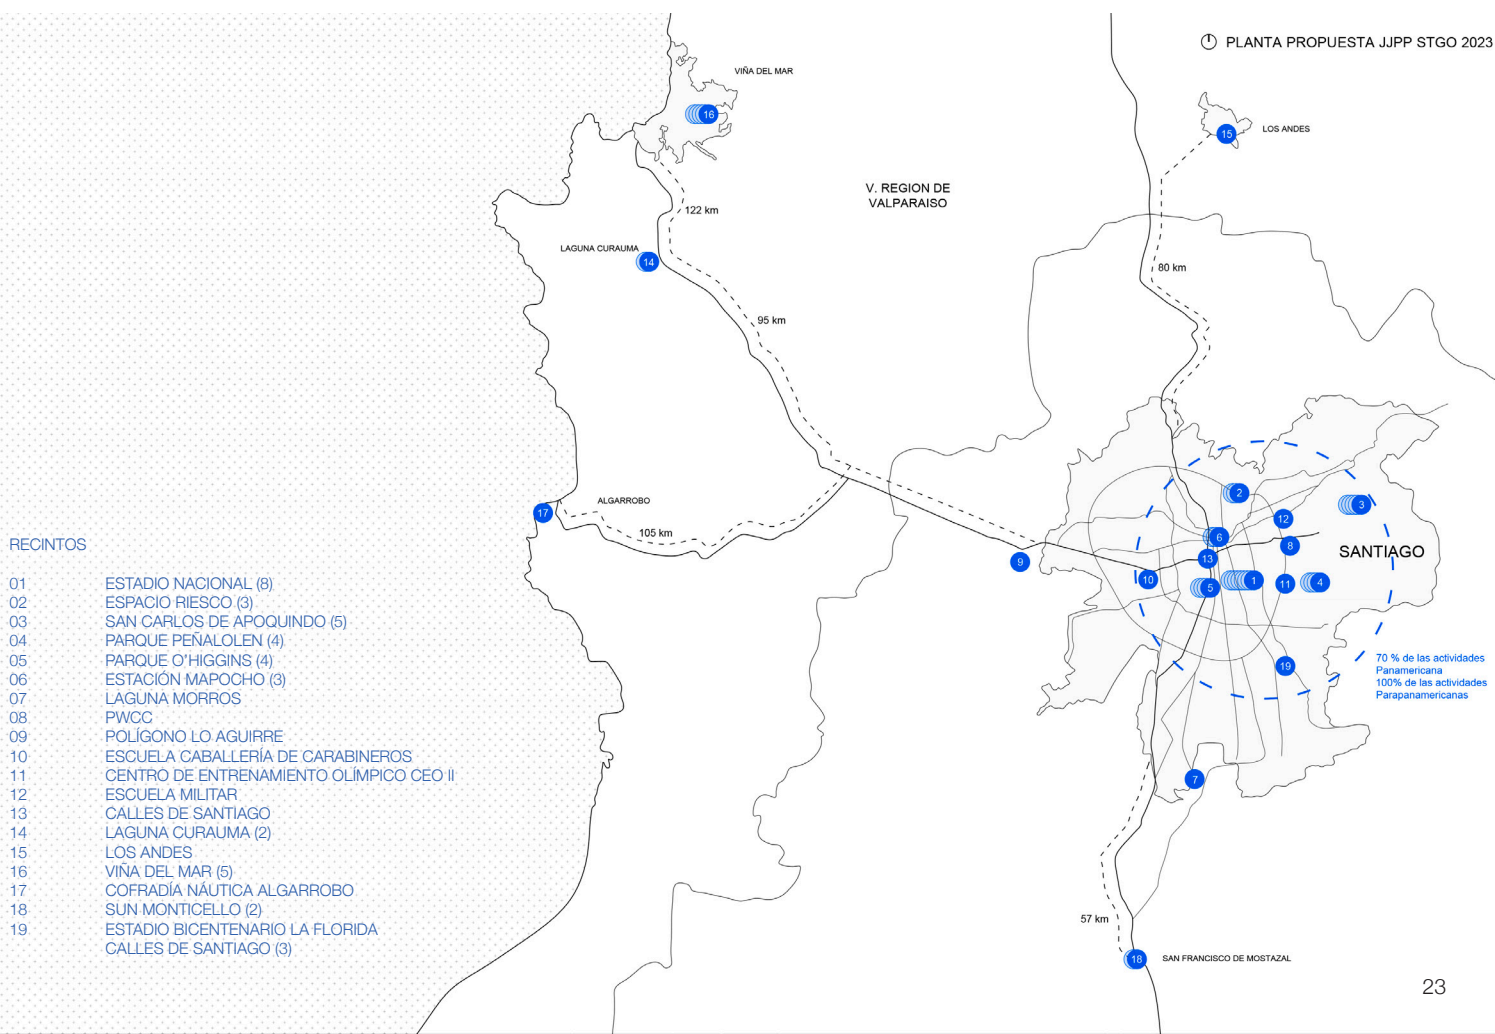 PLANTA PROPUESTA JJPP STGO 2023
VIÑA DEL MAR
16
LOS ANDES
15
V. REGION DE
VALPARAISO
122 km
LAGUNA CURAUMA
14
80 km
95 km
ALGARROBO
17
105 km
2
3
12
6
8
SANTIAGO
13
9
10
5
1
11
4
19
70 % de las actividades
Panamericana
100% de las actividades
Parapanamericanas
7
57 km
18
SAN FRANCISCO DE MOSTAZAL
RECINTOS
01 ESTADIO NACIONAL (8)
02 ESPACIO RIESCO (3)
03 SAN CARLOS DE APOQUINDO (5)
04 PARQUE PEÑALOLEN (4)
05 PARQUE O'HIGGINS (4)
06 ESTACIÓN MAPOCHO (3)
07 LAGUNA MORROS
08 PWCC
09 POLÍGONO LO AGUIRRE
10 ESCUELA CABALLERÍA DE CARABINEROS
11 CENTRO DE ENTRENAMIENTO OLÍMPICO CEO II
12 ESCUELA MILITAR
13 CALLES DE SANTIAGO
14 LAGUNA CURAUMA (2)
15 LOS ANDES
16 VIÑA DEL MAR (5)
17 COFRADÍA NÁUTICA ALGARROBO
18 SUN MONTICELLO (2)
19 ESTADIO BICENTENARIO LA FLORIDA
CALLES DE SANTIAGO (3)
23